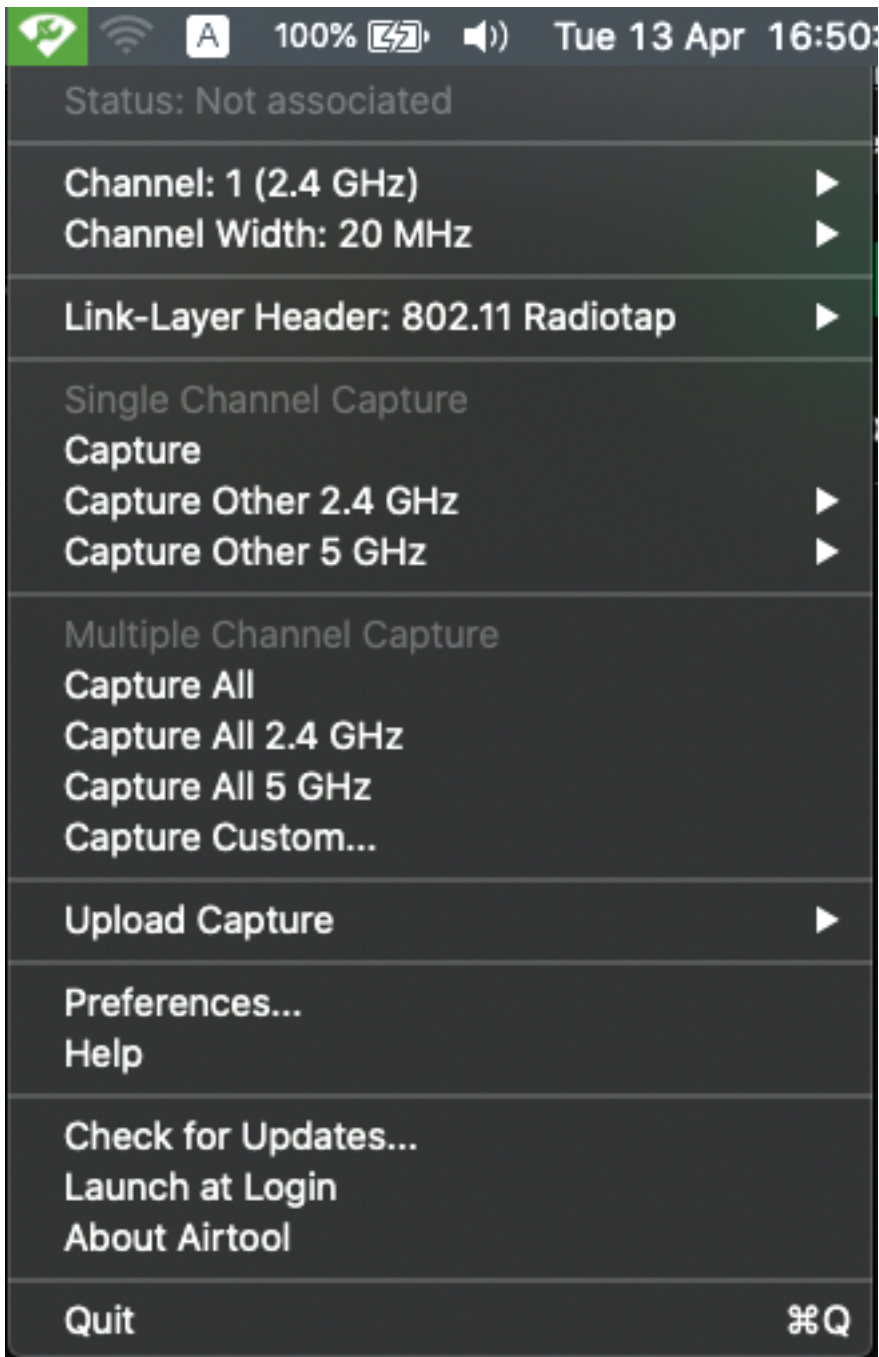 A 100% Tue 13 Apr 16:50:
Status: Not associated
Channel: 1 (2.4 GHz)
Channel Width: 20 MHz
Link-Layer Header: 802.11 Radiotap
Single Channel Capture
Capture
Capture Other 2.4 GHz
Capture Other 5 GHz
Multiple Channel Capture
Capture All
Capture All 2.4 GHz
Capture All 5 GHz
Capture Custom...
Upload Capture
Preferences...
Help
Check for Updates...
Launch at Login
About Airtool
Quit ⌘Q